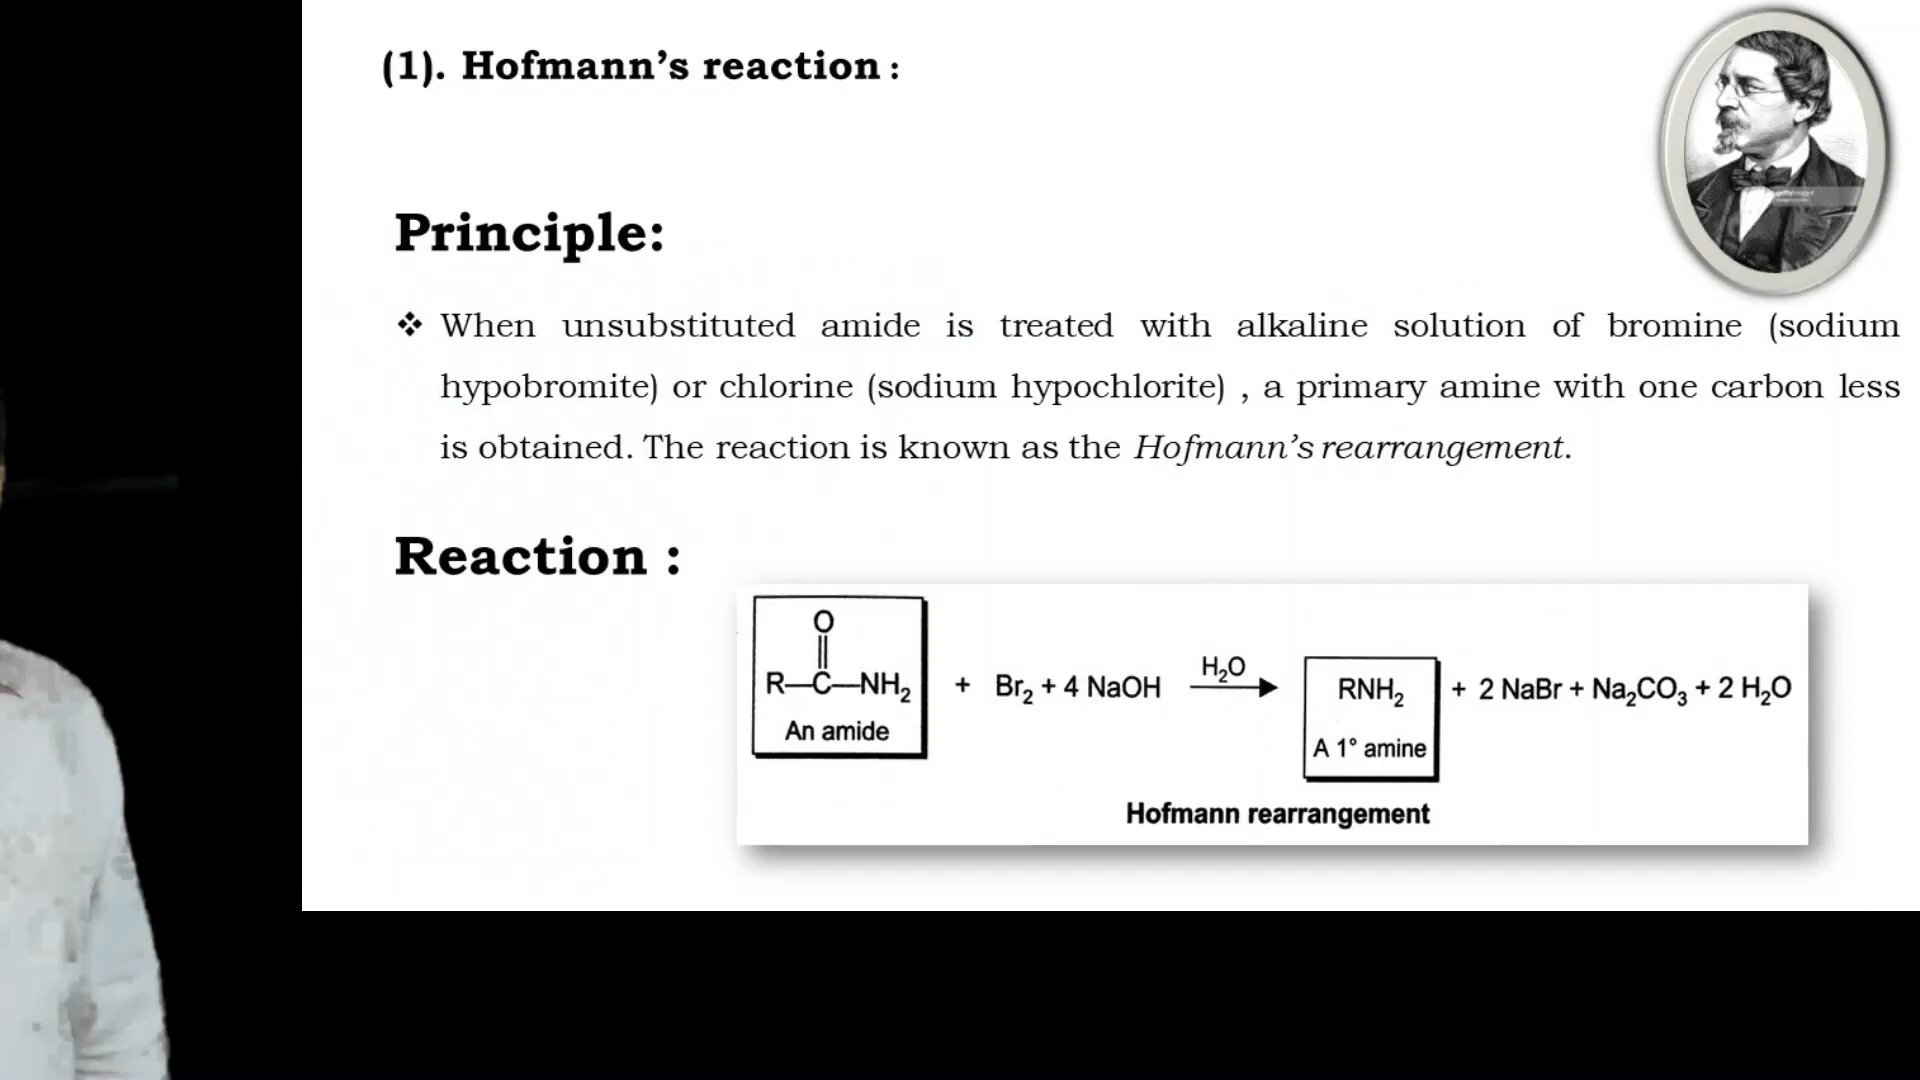 (1). Hofmann's reaction :
Principle:
❖ When unsubstituted amide is treated with alkaline solution of bromine (sodium
hypobromite) or chlorine (sodium hypochlorite) , a primary amine with one carbon less
is obtained. The reaction is known as the Hofmann's rearrangement.
Reaction :
O
R—C—NH₂ + Br₂ + 4 NaOH H₂O RNH₂ + 2 NaBr + Na₂CO₃ + 2 H₂O
An amide
A 1° amine
Hofmann rearrangement